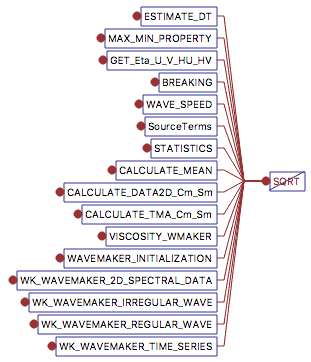 ESTIMATE_DT
MAX_MIN_PROPERTY
GET_Eta_U_V_HU_HV
BREAKING
WAVE_SPEED
SourceTerms
STATISTICS
CALCULATE_MEAN
SQRT
CALCULATE_DATA2D_Cm_Sm
CALCULATE_TMA_Cm_Sm
VISCOSITY_WMAKER
WAVEMAKER_INITIALIZATION
WK_WAVEMAKER_2D_SPECTRAL_DATA
WK_WAVEMAKER_IRREGULAR_WAVE
WK_WAVEMAKER_REGULAR_WAVE
WK_WAVEMAKER_TIME_SERIES